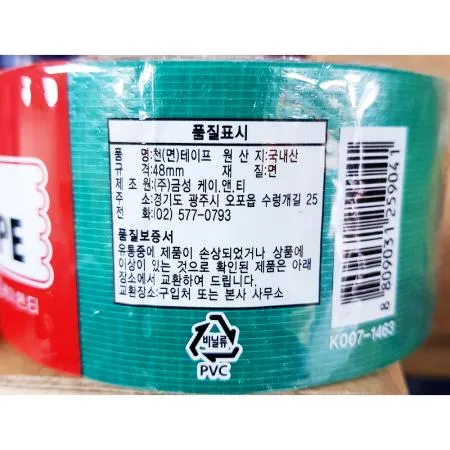 품질표시
품 명:천(면)테이프 원 산 지:국내산
규 격:48mm 재 질:면
제 조 원:(주)금성 케이.앤.티
주 소:경기도 광주시 오포읍 수렁개길 25
전 화:(02) 577-0793
품질보증서
유통중에 제품이 손상되었거나 상품에
이상이 있는 것으로 확인된 제품은 아래
장소에서 교환하여 드립니다.
교환장소:구입처 또는 본사 사무소
비닐류
PVC
PE
8 809031 259041
K007-1463